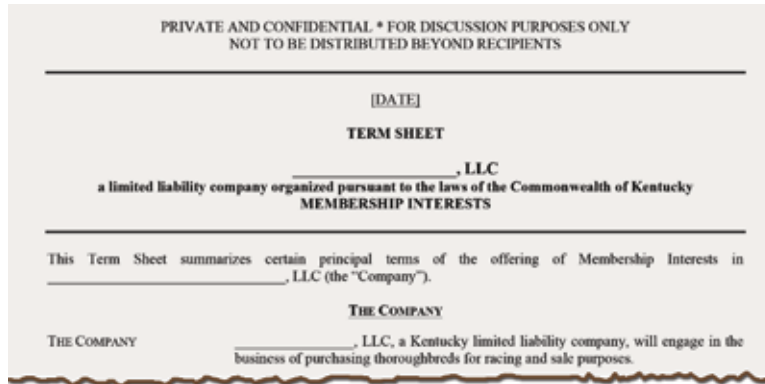 PRIVATE AND CONFIDENTIAL * FOR DISCUSSION PURPOSES ONLY
NOT TO BE DISTRIBUTED BEYOND RECIPIENTS
[DATE]
TERM SHEET
____________________, LLC
a limited liability company organized pursuant to the laws of the Commonwealth of Kentucky
MEMBERSHIP INTERESTS
This Term Sheet summarizes certain principal terms of the offering of Membership Interests in
______________________________, LLC (the “Company”).
THE COMPANY
THE COMPANY _______________, LLC, a Kentucky limited liability company, will engage in the
business of purchasing thoroughbreds for racing and sale purposes.